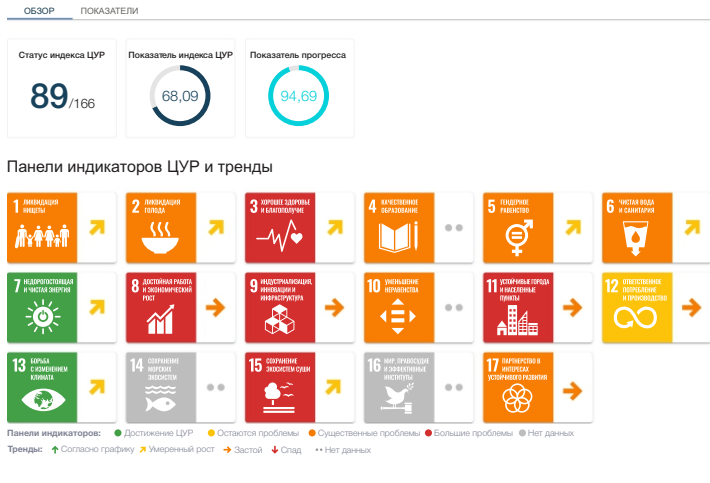 ОБЗОР ПОКАЗАТЕЛИ
Статус индекса ЦУР
89/166
Показатель индекса ЦУР
68,09
Показатель прогресса
94,69
Панели индикаторов ЦУР и тренды
1 ЛИКВИДАЦИЯ
НИЩЕТЫ
2 ЛИКВИДАЦИЯ
ГОЛОДА
3 ХОРОШЕЕ ЗДОРОВЬЕ
И БЛАГОПОЛУЧИЕ
4 КАЧЕСТВЕННОЕ
ОБРАЗОВАНИЕ
5 ГЕНДЕРНОЕ
РАВЕНСТВО
6 ЧИСТАЯ ВОДА
И САНИТАРИЯ
7 НЕДОРОГОСТОЯЩАЯ
И ЧИСТАЯ ЭНЕРГИЯ
8 ДОСТОЙНАЯ РАБОТА
И ЭКОНОМИЧЕСКИЙ
РОСТ
9 ИНДУСТРИАЛИЗАЦИЯ,
ИННОВАЦИИ И
ИНФРАСТРУКТУРА
10 УМЕНЬШЕНИЕ
НЕРАВЕНСТВА
11 УСТОЙЧИВЫЕ ГОРОДА
И НАСЕЛЕННЫЕ
ПУНКТЫ
12 ОТВЕТСТВЕННОЕ
ПОТРЕБЛЕНИЕ
И ПРОИЗВОДСТВО
13 БОРЬБА
С ИЗМЕНЕНИЕМ
КЛИМАТА
14 СОХРАНЕНИЕ
МОРСКИХ
ЭКОСИСТЕМ
15 СОХРАНЕНИЕ
ЭКОСИСТЕМ СУШИ
16 МИР, ПРАВОСУДИЕ
И ЭФФЕКТИВНЫЕ
ИНСТИТУТЫ
17 ПАРТНЕРСТВО В
ИНТЕРЕСАХ
УСТОЙЧИВОГО РАЗВИТИЯ
Панели индикаторов: Достижение ЦУР Остаются проблемы Существенные проблемы Большие проблемы Нет данных
Тренды: Согласно графику Умеренный рост Застой Спад Нет данных